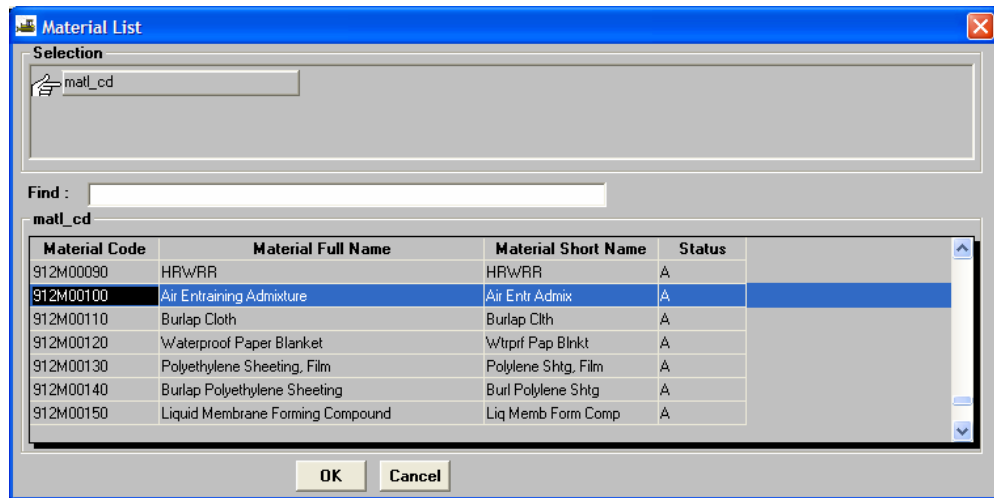 Material List
Selection
matl_cd
Find :
matl_cd
Material Code Material Full Name Material Short Name Status
912M00090 HRWRR HRWRR A
912M00100 Air Entraining Admixture Air Entr Admix A
912M00110 Burlap Cloth Burlap Clth A
912M00120 Waterproof Paper Blanket Wtrprf Pap Blnkt A
912M00130 Polyethylene Sheeting, Film Polylene Shtg, Film A
912M00140 Burlap Polyethylene Sheeting Burl Polylene Shtg A
912M00150 Liquid Membrane Forming Compound Liq Memb Form Comp A
OK Cancel